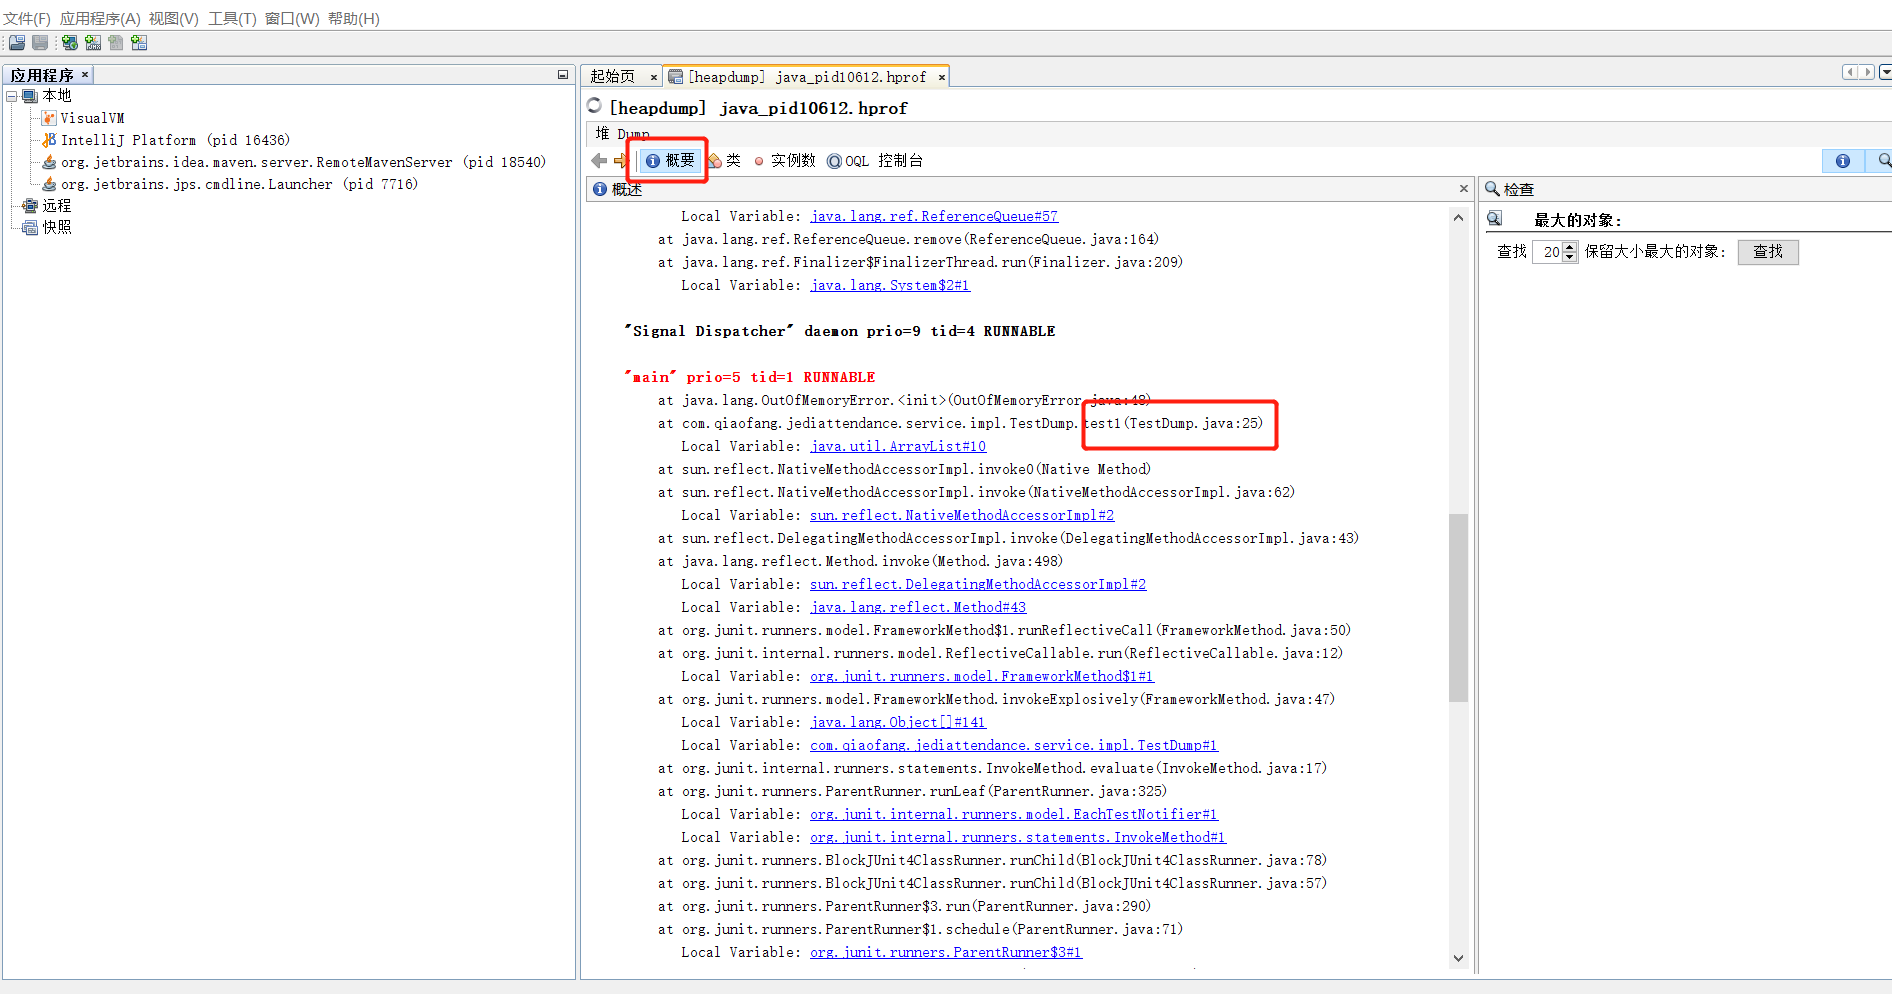 文件(F) 应用程序(A) 视图(V) 工具(T) 窗口(W) 帮助(H)
应用程序 ×
本地
VisualVM
IntelliJ Platform (pid 16436)
org.jetbrains.idea.maven.server.RemoteMavenServer (pid 18540)
org.jetbrains.jps.cmdline.Launcher (pid 7716)
远程
快照
起始页 × [heapdump] java_pid10612.hprof ×
[heapdump] java_pid10612.hprof
堆 Dump
概要 类 实例数 OQL 控制台
概述 ×
Local Variable: java.lang.ref.ReferenceQueue#57
at java.lang.ref.ReferenceQueue.remove(ReferenceQueue.java:164)
at java.lang.ref.Finalizer$FinalizerThread.run(Finalizer.java:209)
Local Variable: java.lang.System$2#1
"Signal Dispatcher" daemon prio=9 tid=4 RUNNABLE
"main" prio=5 tid=1 RUNNABLE
at java.lang.OutOfMemoryError.<init>(OutOfMemoryError.java:48)
at com.qiaofang.jediattendance.service.impl.TestDump.test1(TestDump.java:25)
Local Variable: java.util.ArrayList#10
at sun.reflect.NativeMethodAccessorImpl.invoke0(Native Method)
at sun.reflect.NativeMethodAccessorImpl.invoke(NativeMethodAccessorImpl.java:62)
Local Variable: sun.reflect.NativeMethodAccessorImpl#2
at sun.reflect.DelegatingMethodAccessorImpl.invoke(DelegatingMethodAccessorImpl.java:43)
at java.lang.reflect.Method.invoke(Method.java:498)
Local Variable: sun.reflect.DelegatingMethodAccessorImpl#2
Local Variable: java.lang.reflect.Method#43
at org.junit.runners.model.FrameworkMethod$1.runReflectiveCall(FrameworkMethod.java:50)
at org.junit.internal.runners.model.ReflectiveCallable.run(ReflectiveCallable.java:12)
Local Variable: org.junit.runners.model.FrameworkMethod$1#1
at org.junit.runners.model.FrameworkMethod.invokeExplosively(FrameworkMethod.java:47)
Local Variable: java.lang.Object[]#141
Local Variable: com.qiaofang.jediattendance.service.impl.TestDump#1
at org.junit.internal.runners.statements.InvokeMethod.evaluate(InvokeMethod.java:17)
at org.junit.runners.ParentRunner.runLeaf(ParentRunner.java:325)
Local Variable: org.junit.internal.runners.model.EachTestNotifier#1
Local Variable: org.junit.internal.runners.statements.InvokeMethod#1
at org.junit.runners.BlockJUnit4ClassRunner.runChild(BlockJUnit4ClassRunner.java:78)
at org.junit.runners.BlockJUnit4ClassRunner.runChild(BlockJUnit4ClassRunner.java:57)
at org.junit.runners.ParentRunner$3.run(ParentRunner.java:290)
at org.junit.runners.ParentRunner$1.schedule(ParentRunner.java:71)
Local Variable: org.junit.runners.ParentRunner$3#1
检查
最大的对象:
查找 20 保留大小最大的对象: 查找